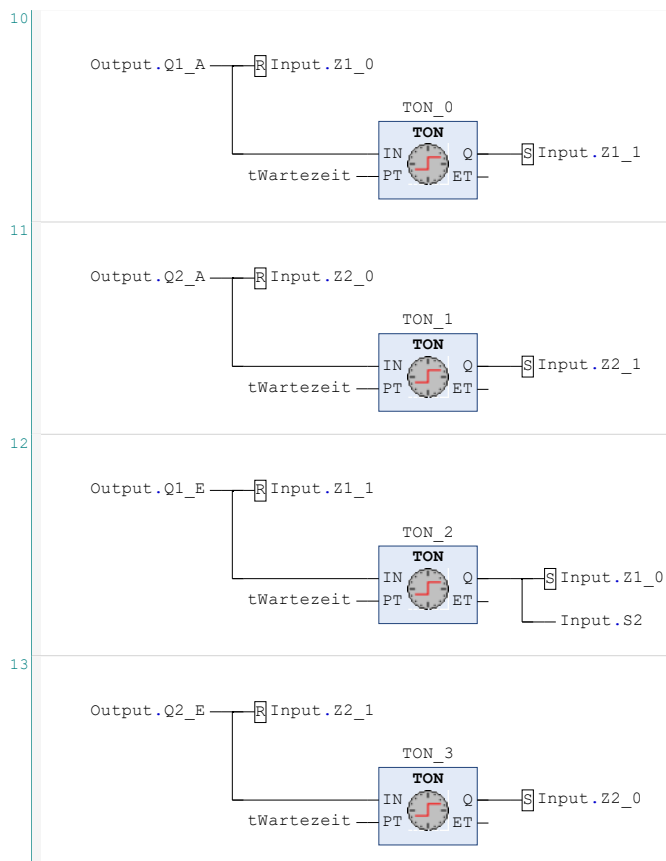 10
Output.Q1_A R Input.Z1_0
TON_0
TON
IN Q S Input.Z1_1
tWartezeit PT ET
11
Output.Q2_A R Input.Z2_0
TON_1
TON
IN Q S Input.Z2_1
tWartezeit PT ET
12
Output.Q1_E R Input.Z1_1
TON_2
TON
IN Q S Input.Z1_0
tWartezeit PT ET Input.S2
13
Output.Q2_E R Input.Z2_1
TON_3
TON
IN Q S Input.Z2_0
tWartezeit PT ET